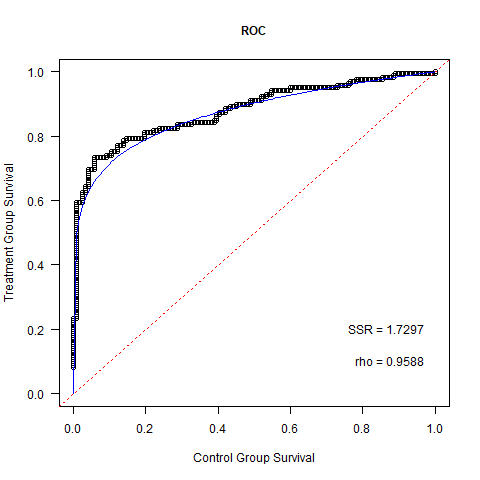 ROC
Treatment Group Survival
1.0
0.8
0.6
0.4
0.2
0.0
SSR = 1.7297
rho = 0.9588
0.0 0.2 0.4 0.6 0.8 1.0
Control Group Survival